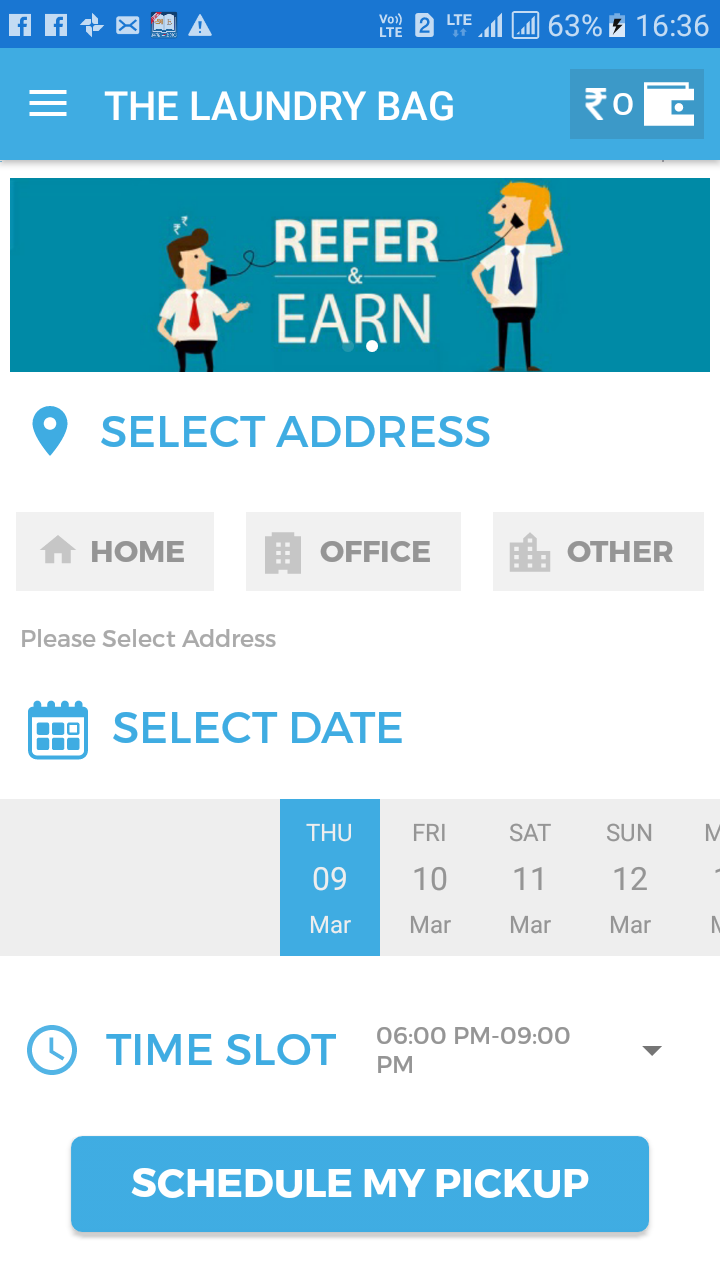 Vo)) LTE 2 LTE 63% 16:36
THE LAUNDRY BAG ₹0
₹ ₹
REFER
&
EARN
SELECT ADDRESS
HOME OFFICE OTHER
Please Select Address
SELECT DATE
THU FRI SAT SUN M
09 10 11 12 1
Mar Mar Mar Mar M
TIME SLOT
06:00 PM-09:00
PM
SCHEDULE MY PICKUP